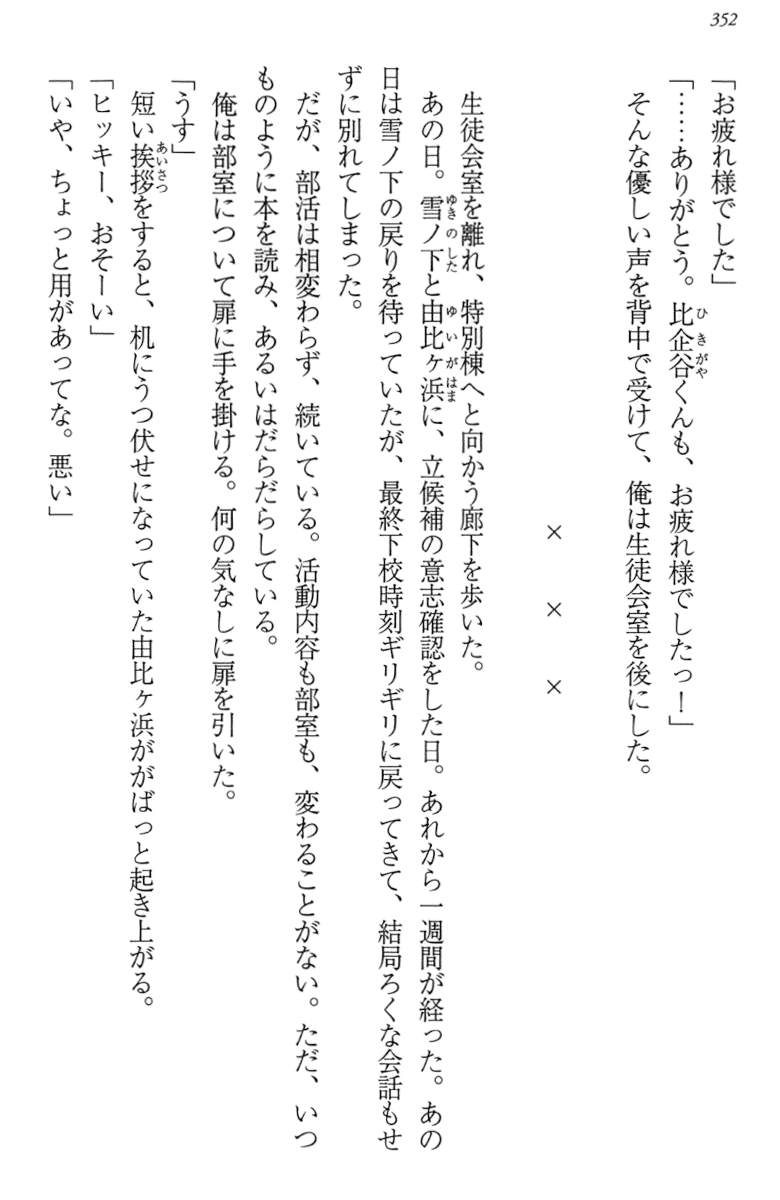 352
「お疲れ様でした」
「……ありがとう。比企谷くんも、お疲れ様でしたっ！」
そんな優しい声を背中で受けて、俺は生徒会室を後にした。
× × ×
生徒会室を離れ、特別棟へと向かう廊下を歩いた。
あの日。雪ノ下と由比ヶ浜に、立候補の意志確認をした日。あれから一週間が経った。あの
日は雪ノ下の戻りを待っていたが、最終下校時刻ギリギリに戻ってきて、結局ろくな会話もせ
ずに別れてしまった。
だが、部活は相変わらず、続いている。活動内容も部室も、変わることがない。ただ、いつ
ものように本を読み、あるいはだらだらしている。
俺は部室について扉に手を掛ける。何の気なしに扉を引いた。
「うす」
短い挨拶をすると、机にうつ伏せになっていた由比ヶ浜ががばっと起き上がる。
「ヒッキー、おそーい」
「いや、ちょっと用があってな。悪い」